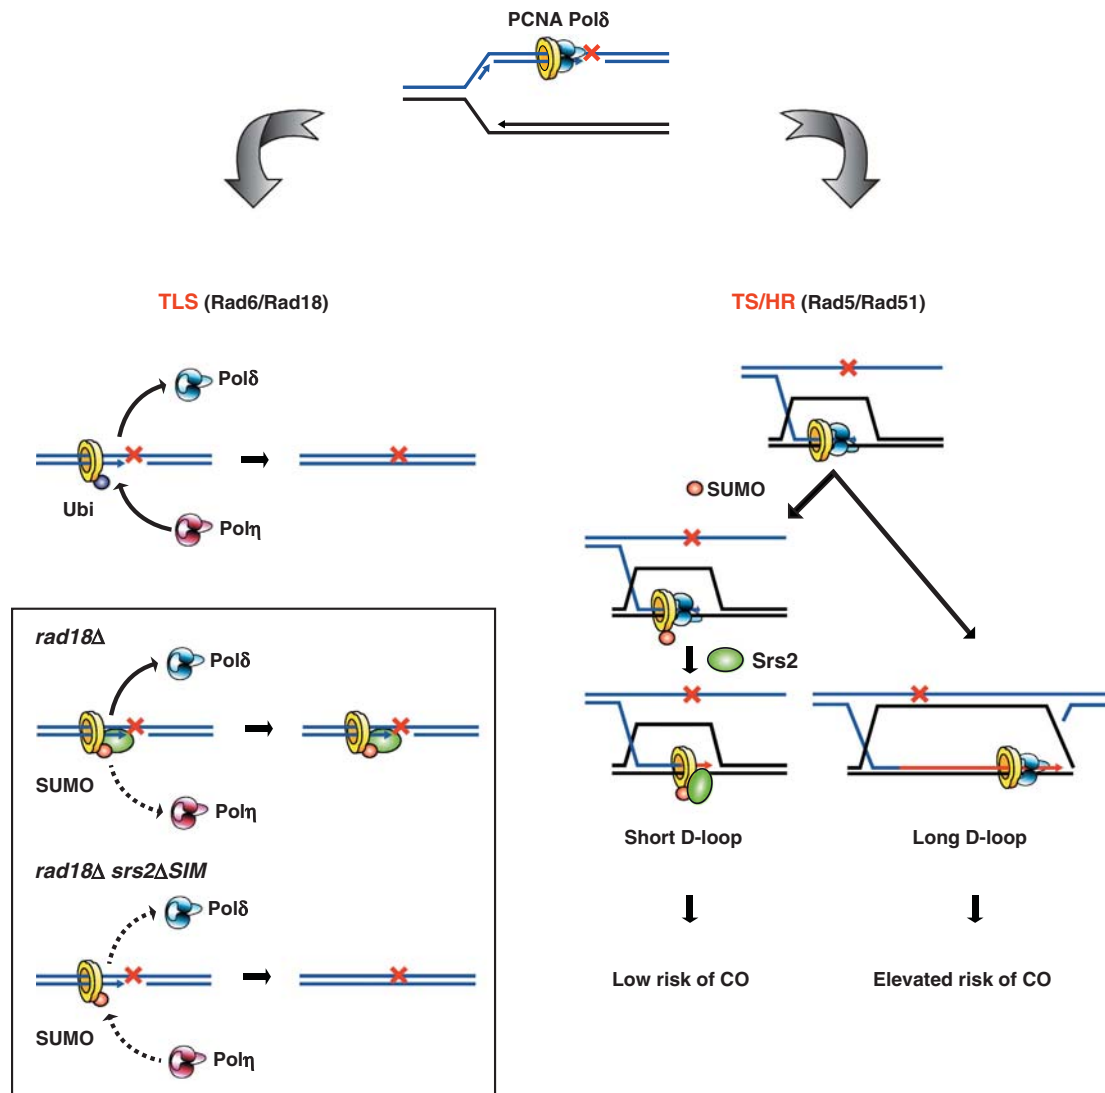 PCNA Polδ
TLS (Rad6/Rad18)
Polδ
Ubi
Polη
rad18Δ
Polδ
SUMO
Polη
rad18Δ srs2ΔSIM
Polδ
SUMO
Polη
TS/HR (Rad5/Rad51)
SUMO
Srs2
Short D-loop
Long D-loop
Low risk of CO
Elevated risk of CO